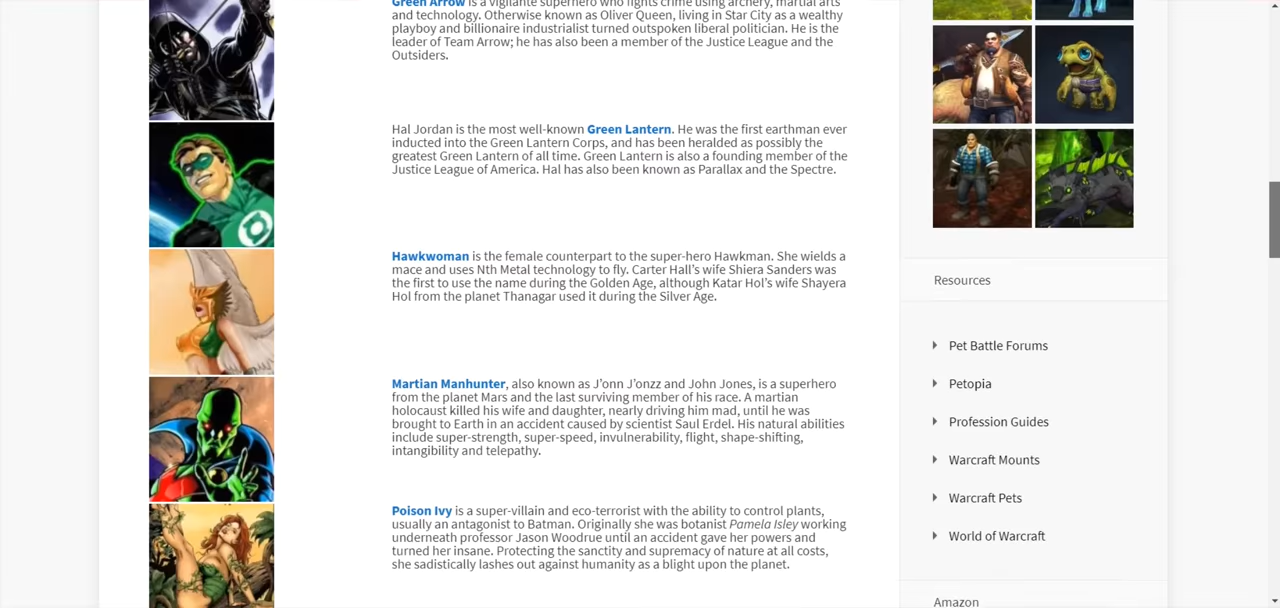 Green Arrow is a vigilante superhero who fights crime using archery, martial arts
and technology. Otherwise known as Oliver Queen, living in Star City as a wealthy
playboy and billionaire industrialist turned outspoken liberal politician. He is the
leader of Team Arrow; he has also been a member of the Justice League and the
Outsiders.
Hal Jordan is the most well-known Green Lantern. He was the first earthman ever
inducted into the Green Lantern Corps, and has been heralded as possibly the
greatest Green Lantern of all time. Green Lantern is also a founding member of the
Justice League of America. Hal has also been known as Parallax and the Spectre.
Hawkwoman is the female counterpart to the super-hero Hawkman. She wields a
mace and uses Nth Metal technology to fly. Carter Hall's wife Shiera Sanders was
the first to use the name during the Golden Age, although Katar Hol's wife Shayera
Hol from the planet Thanagar used it during the Silver Age.
Martian Manhunter, also known as J'onn J'onzz and John Jones, is a superhero
from the planet Mars and the last surviving member of his race. A martian
holocaust killed his wife and daughter, nearly driving him mad, until he was
brought to Earth in an accident caused by scientist Saul Erdel. His natural abilities
include super-strength, super-speed, invulnerability, flight, shape-shifting,
intangibility and telepathy.
Poison Ivy is a super-villain and eco-terrorist with the ability to control plants,
usually an antagonist to Batman. Originally she was botanist Pamela Isley working
underneath professor Jason Woodrue until an accident gave her powers and
turned her insane. Protecting the sanctity and supremacy of nature at all costs,
she sadistically lashes out against humanity as a blight upon the planet.
Resources
Pet Battle Forums
Petopia
Profession Guides
Warcraft Mounts
Warcraft Pets
World of Warcraft
Amazon